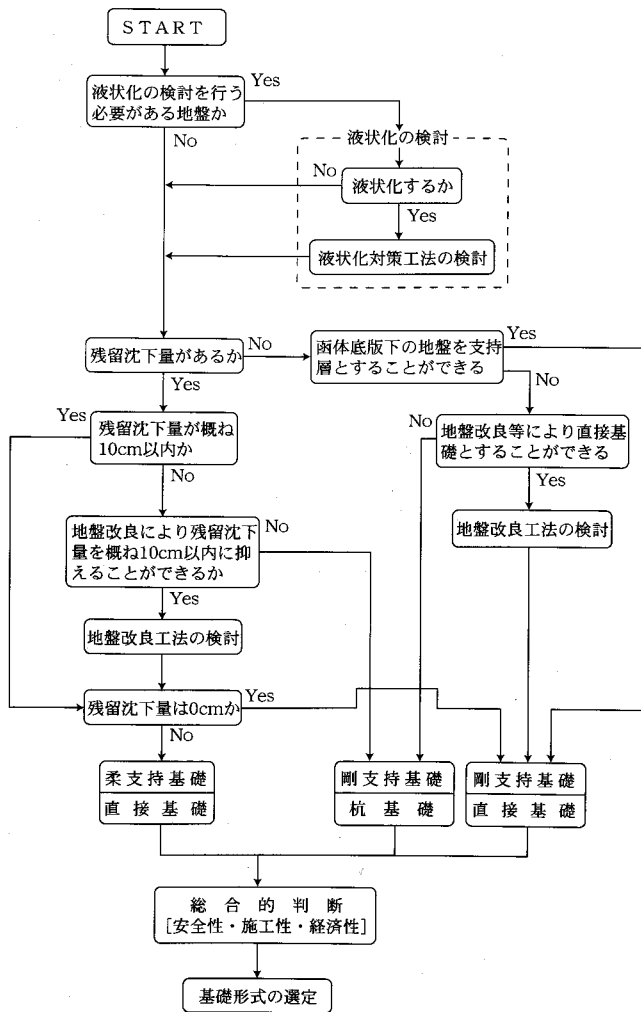 START
液状化の検討を行う
必要がある地盤か
Yes
No
液状化の検討
No
液状化するか
Yes
液状化対策工法の検討
残留沈下量があるか
No
函体底版下の地盤を支持
層とすることができる
Yes
Yes
No
Yes
残留沈下量が概ね
10cm以内か
No
No
地盤改良等により直接基
礎とすることができる
Yes
地盤改良により残留沈下
量を概ね10cm以内に抑
えることができるか
No
地盤改良工法の検討
Yes
地盤改良工法の検討
残留沈下量は0cmか
Yes
No
柔支持基礎
直接基礎
剛支持基礎
杭基礎
剛支持基礎
直接基礎
総合的判断
[安全性・施工性・経済性]
基礎形式の選定